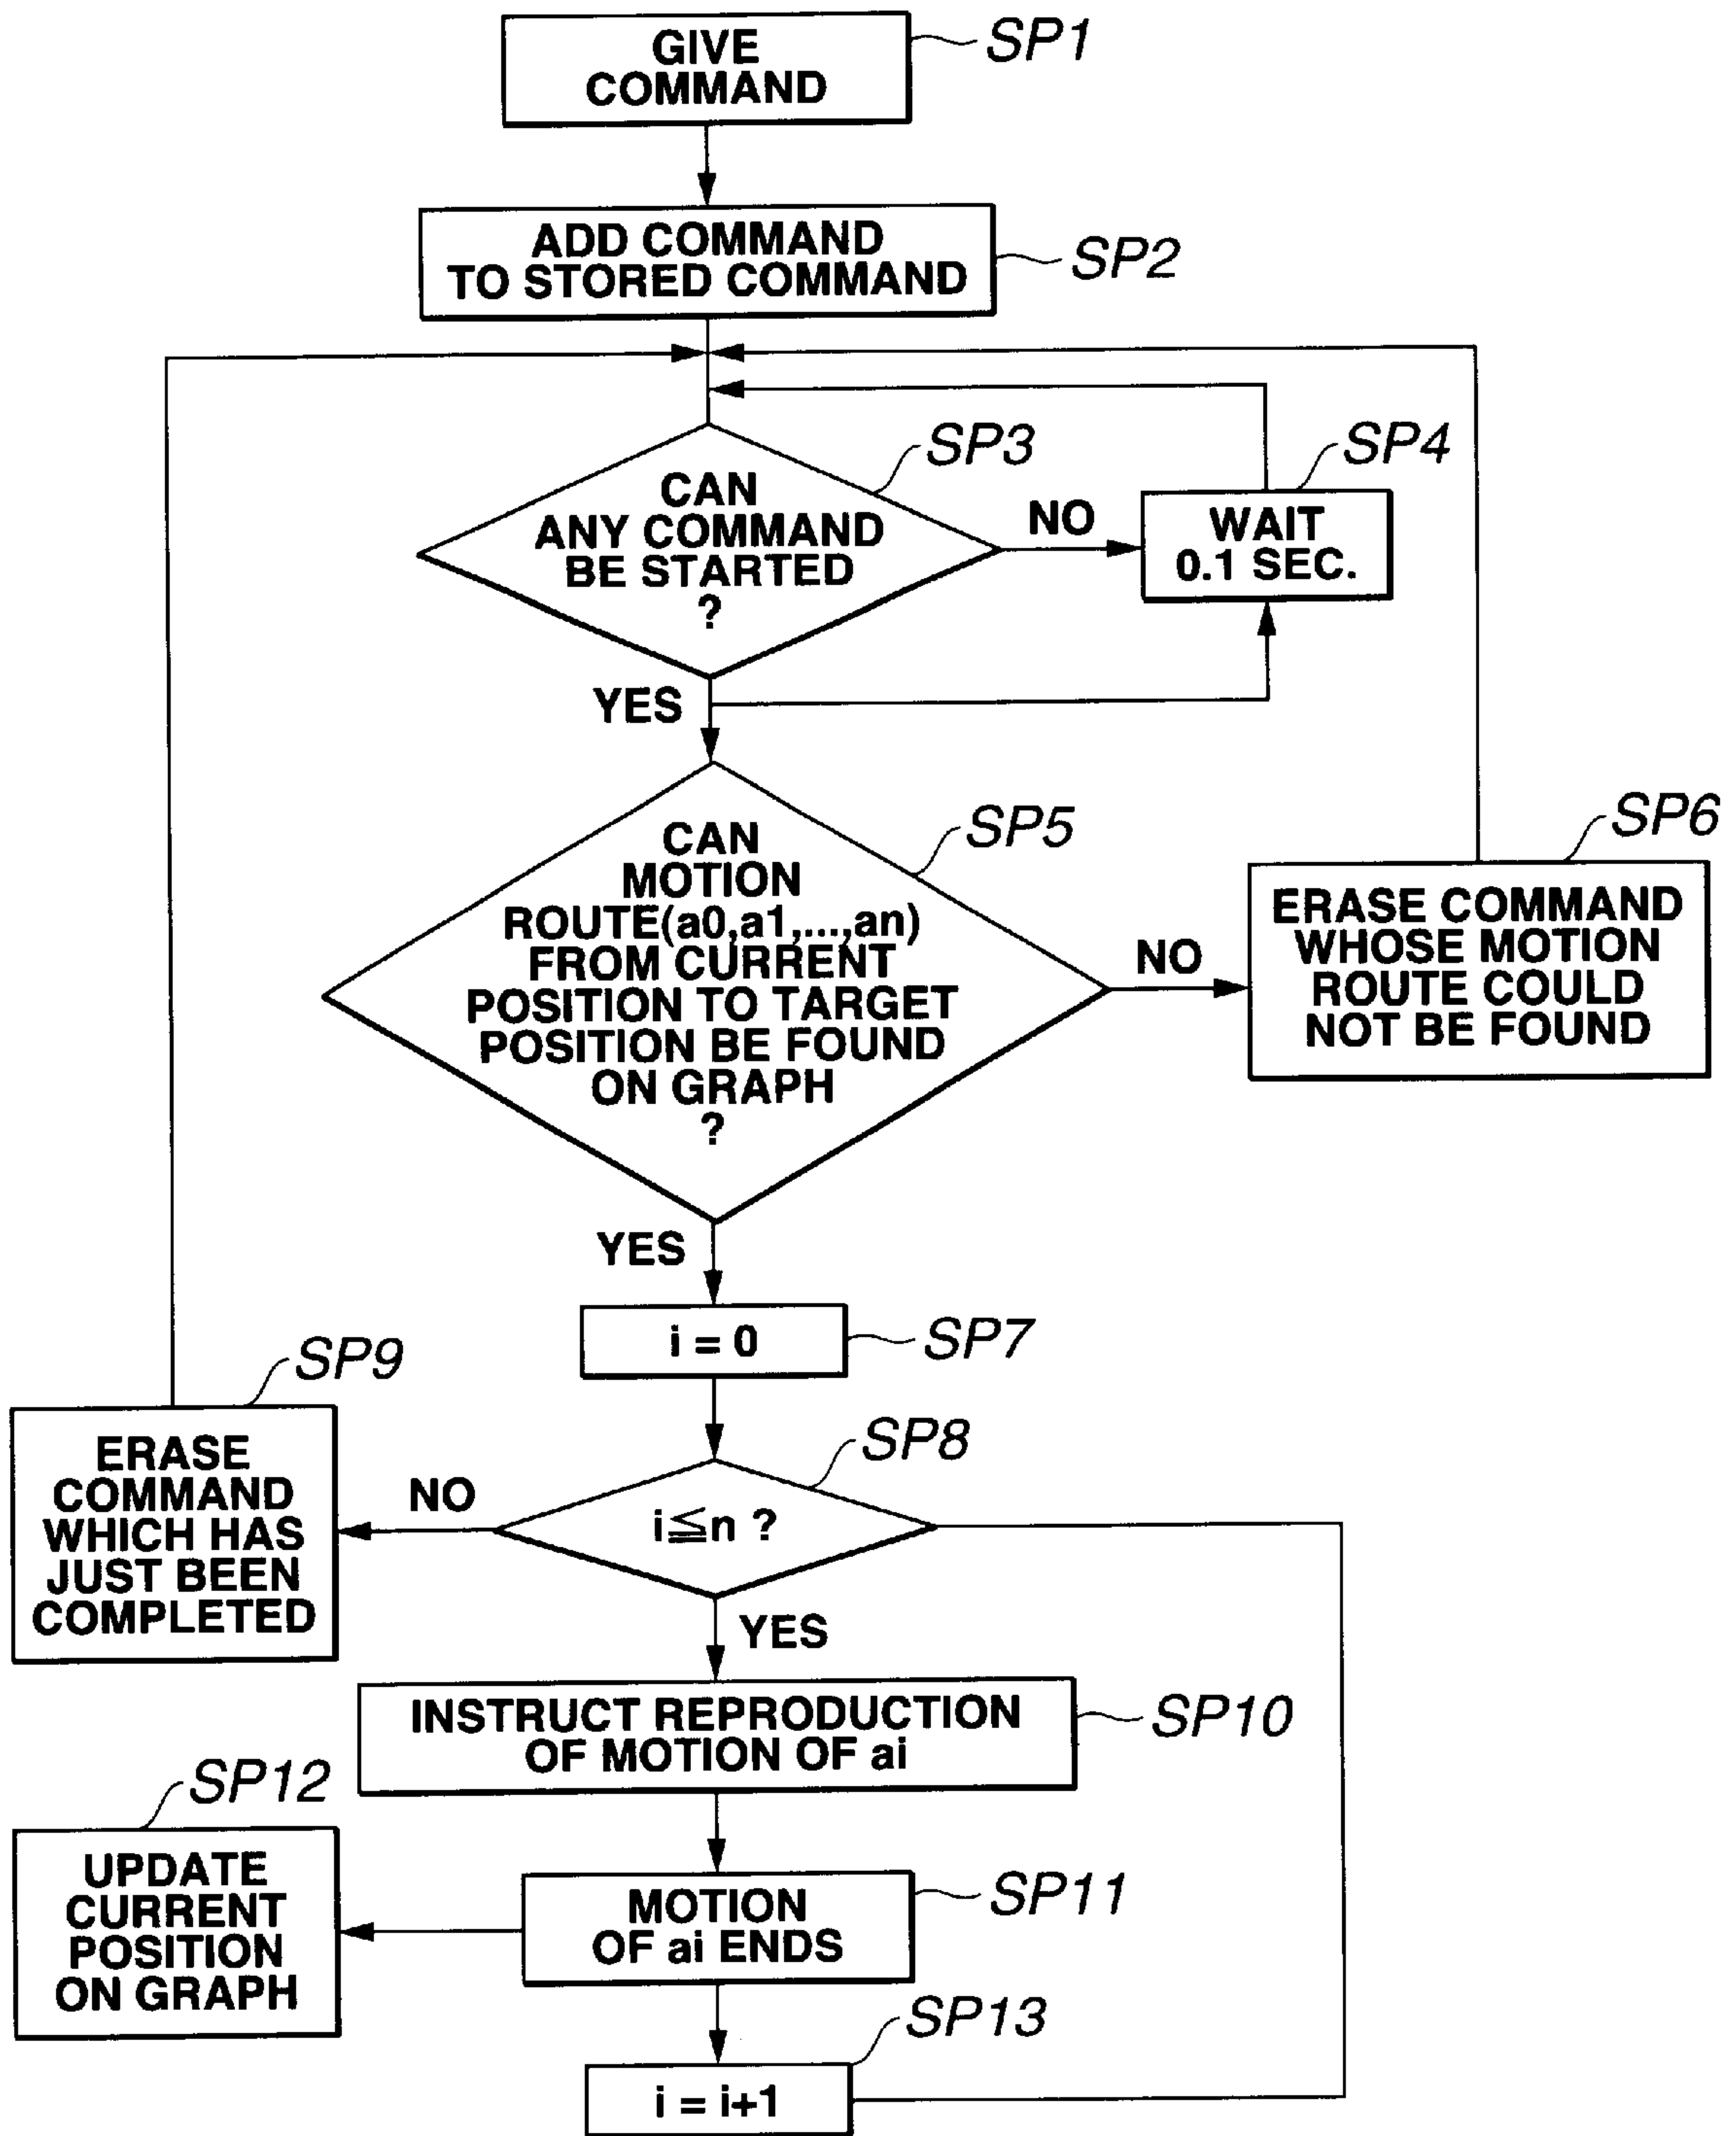 GIVE
COMMAND
SP1
ADD COMMAND
TO STORED COMMAND
SP2
CAN
ANY COMMAND
BE STARTED
?
SP3
NO
WAIT
0.1 SEC.
SP4
YES
CAN
MOTION
ROUTE(a0,a1,...,an)
FROM CURRENT
POSITION TO TARGET
POSITION BE FOUND
ON GRAPH
?
SP5
NO
ERASE COMMAND
WHOSE MOTION
ROUTE COULD
NOT BE FOUND
SP6
YES
i = 0
SP7
i≦n ?
SP8
NO
ERASE
COMMAND
WHICH HAS
JUST BEEN
COMPLETED
SP9
YES
INSTRUCT REPRODUCTION
OF MOTION OF ai
SP10
MOTION
OF ai ENDS
SP11
UPDATE
CURRENT
POSITION
ON GRAPH
SP12
i = i+1
SP13